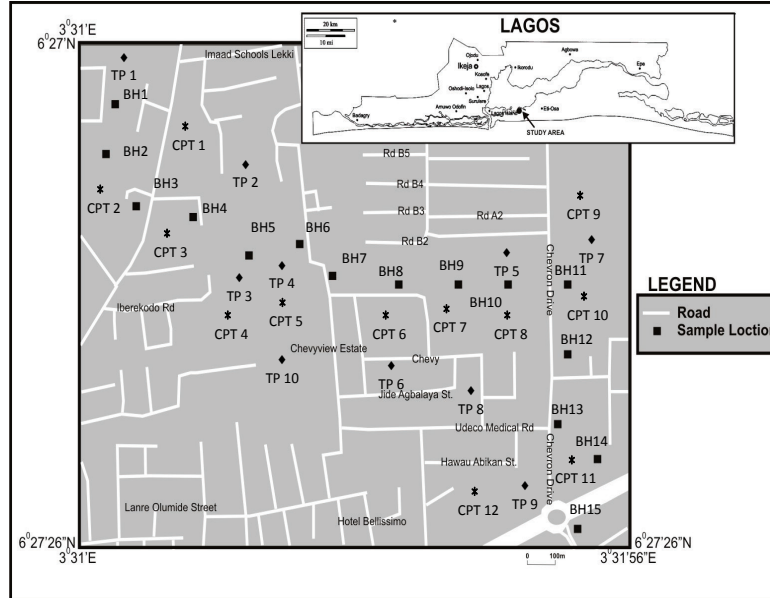 3°31'E
6°27'N
LAGOS
20 km
10 mi
Agbowa
Ojodu
Ikeja
Ikorodu
Epe
Kosofe
Oshodi-Isolo
Lagos
Surulere
Amuwo Odofin
Badagry
Lagos Island
Eti-Osa
STUDY AREA
Imaad Schools Lekki
TP 1
BH1
CPT 1
BH2
TP 2
Rd B5
Rd B4
CPT 2
BH3
BH4
CPT 3
Rd B3
Rd A2
CPT 9
BH5
BH6
Rd B2
TP 7
TP 3
TP 4
BH7
BH8
BH9
TP 5
Chevron Drive
BH11
BH10
Iberekodo Rd
CPT 4
CPT 5
CPT 6
CPT 7
CPT 8
CPT 10
Chevyview Estate
Chevy
BH12
TP 10
TP 6
Jide Agbalaya St.
TP 8
Udeco Medical Rd
BH13
Chevron Drive
Hawau Abikan St.
BH14
CPT 11
Lanre Olumide Street
Hotel Bellissimo
CPT 12
TP 9
BH15
LEGEND
Road
Sample Loction
6°27'26"N
3°31'E
0 100m
3°31'56"E
6°27'26"N